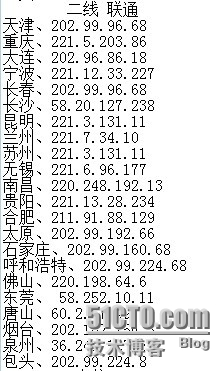 二线 联通
天津、202.99.96.68
重庆、221.5.203.86
大连、202.96.86.18
宁波、221.12.33.227
长春、202.99.96.68
长沙、58.20.127.238
昆明、221.3.131.11
兰州、221.7.34.10
苏州、221.3.131.11
无锡、221.6.96.177
南昌、220.248.192.13
贵阳、221.13.28.234
合肥、211.91.88.129
太原、202.99.192.66
石家庄、202.99.160.68
呼和浩特、202.99.224.68
佛山、220.198.64.6
东莞、 58.252.10.11
唐山、60.2
烟台、202.1
泉州、36.2
包头、202.99.224.8
51CTO.com
技术博客 Blog